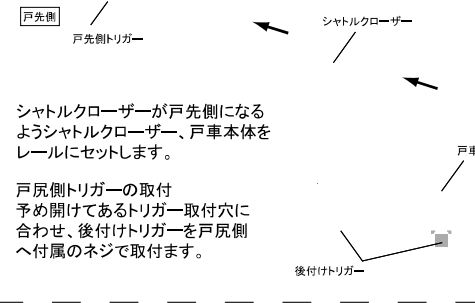 戸先側
戸先側トリガー
シャトルクローザー
シャトルクローザーが戸先側になる
ようシャトルクローザー、戸車本体を
レールにセットします。
戸車
戸尻側トリガーの取付
予め開けてあるトリガー取付穴に
合わせ、後付けトリガーを戸尻側
へ付属のネジで取付ます。
後付けトリガー